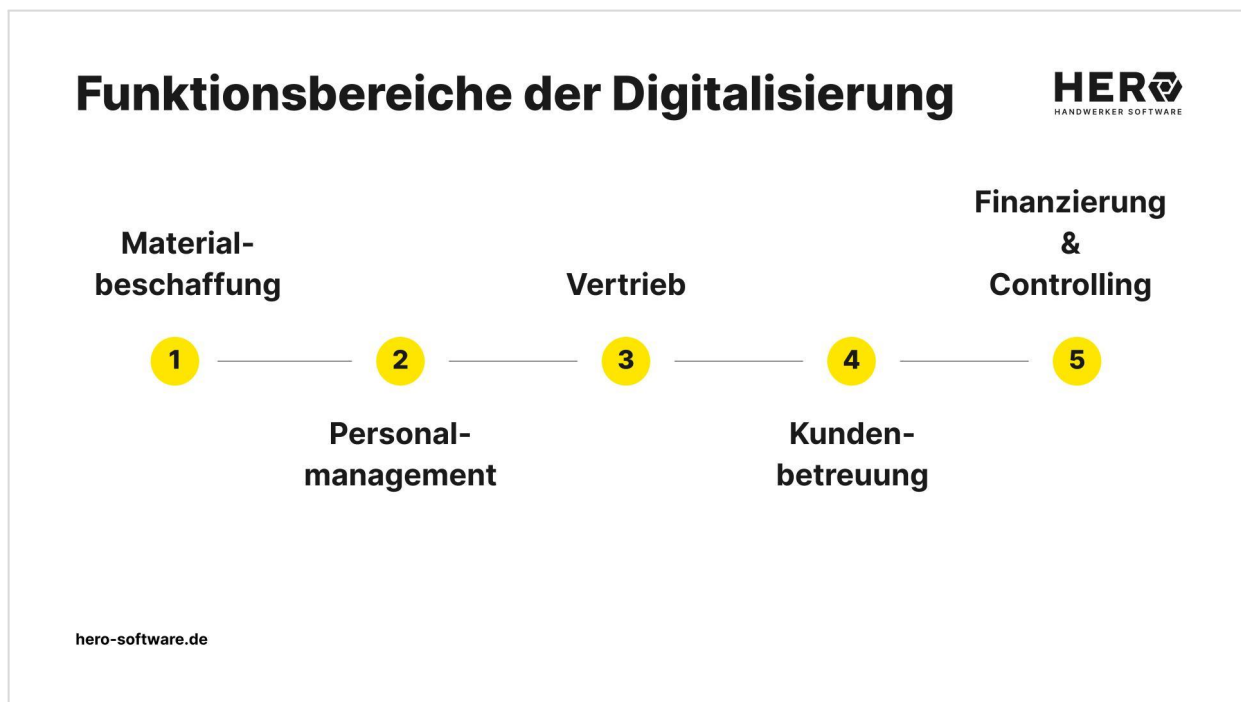 Funktionsbereiche der Digitalisierung
HERO
HANDWERKER SOFTWARE
Material-
beschaffung
1
Personal-
management
2
Vertrieb
3
Kunden-
betreuung
4
Finanzierung
&
Controlling
5
hero-software.de